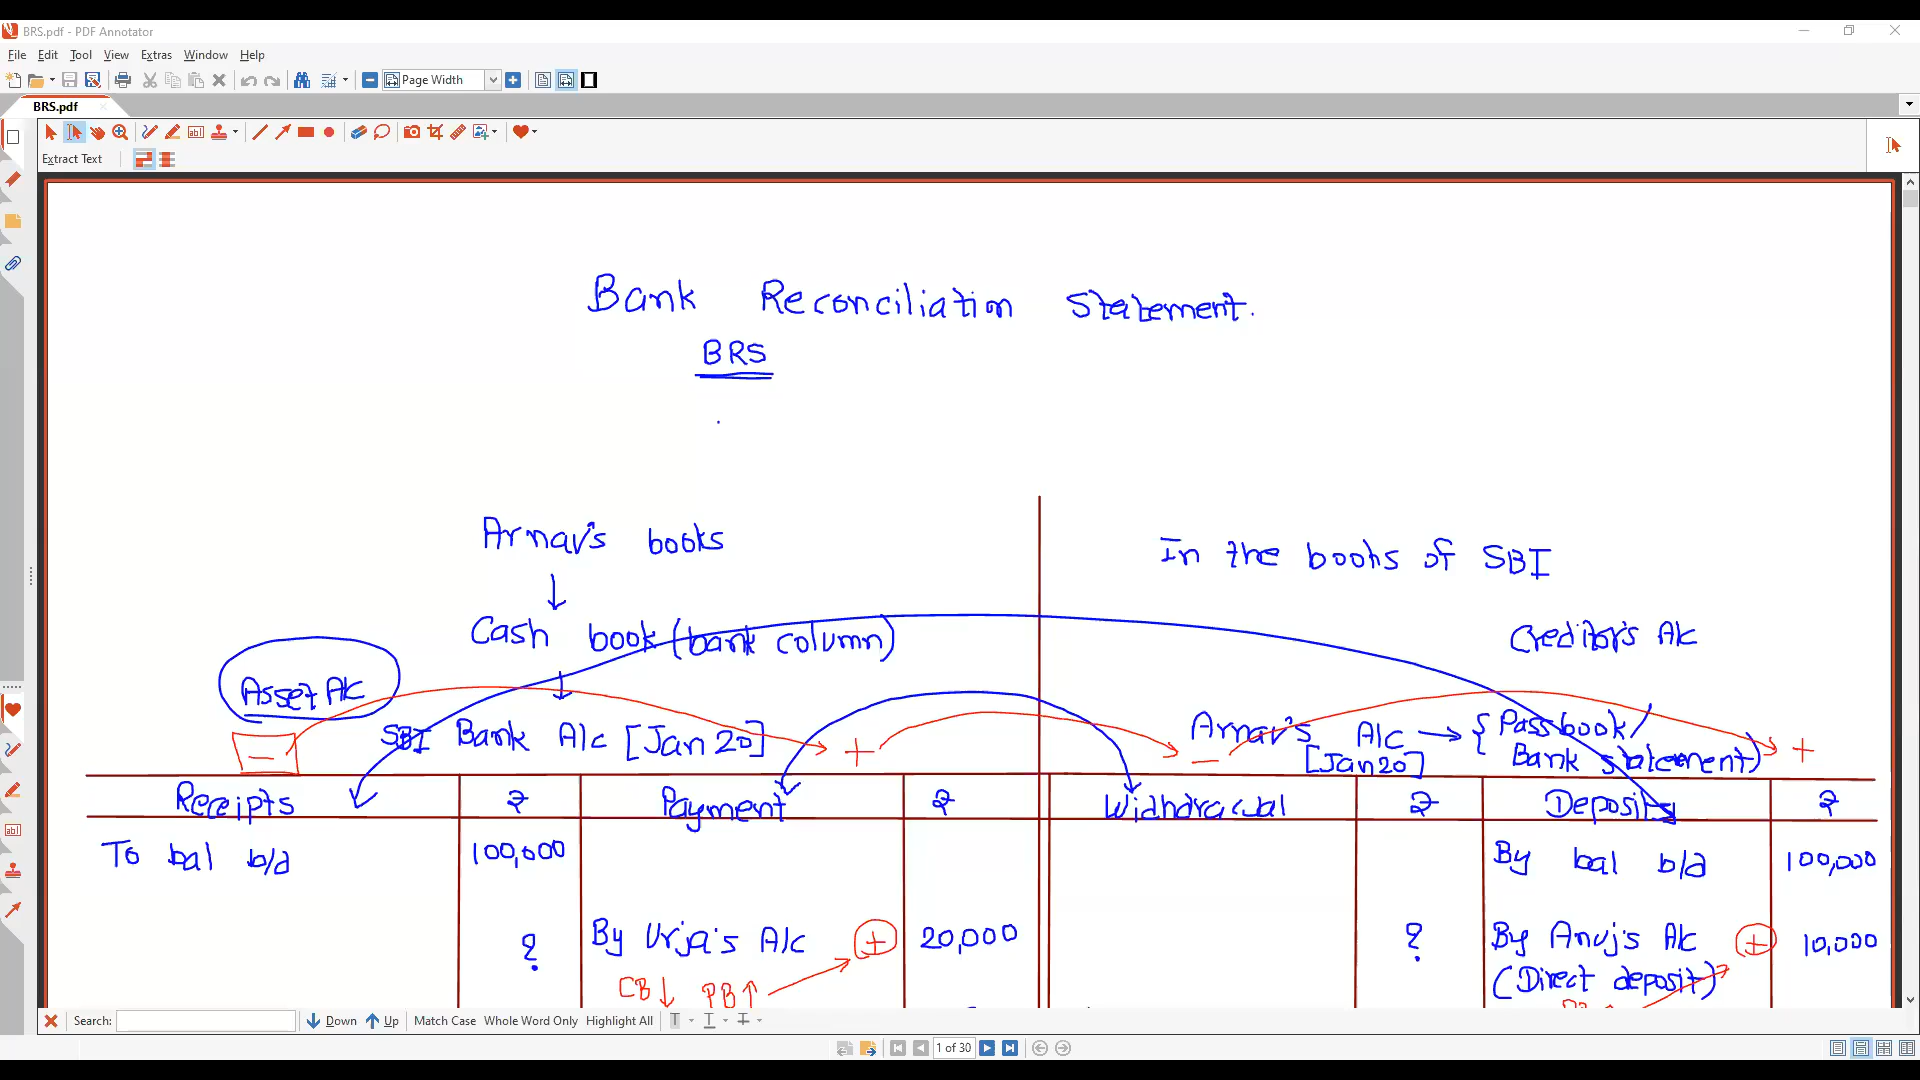 BRS.pdf - PDF Annotator
File Edit Tool View Extras Window Help
Page Width
BRS.pdf
Extract Text
Bank Reconciliation Statement.
BRS
Arnav's books
In the books of SBI
Cash book (bank column)
Creditor's A/c
Asset A/c
SBI Bank A/c [Jan 20]
Arnav's A/c → {Passbook/
[Jan 20] Bank statement}
− + − +
Receipts ₹ Payment ₹ Widhdrawal ₹ Deposits ₹
To bal b/d 100,000 By bal b/d 100,000
? By Urja's A/c + 20,000 ? By Anuj's A/c + 10,000
CB↓ PB↑ (Direct deposit)
Search: Down Up Match Case Whole Word Only Highlight All
1 of 30